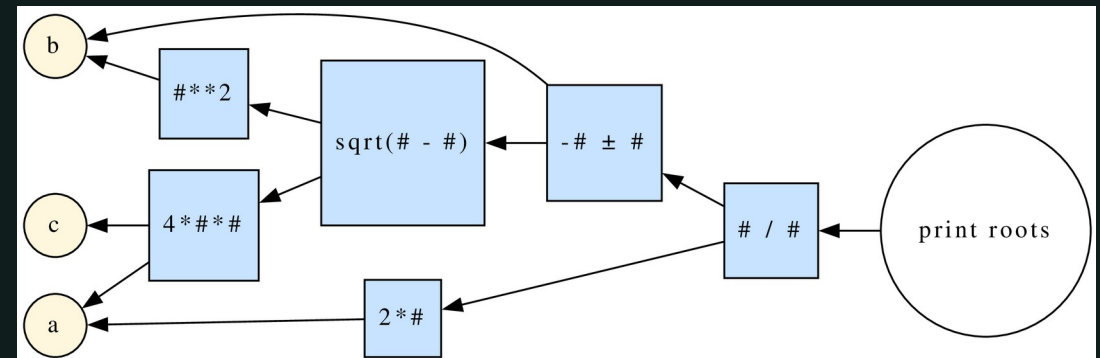 b
#**2
sqrt(# - #)
-# ± #
c
4*#*#
# / #
print roots
a
2*#